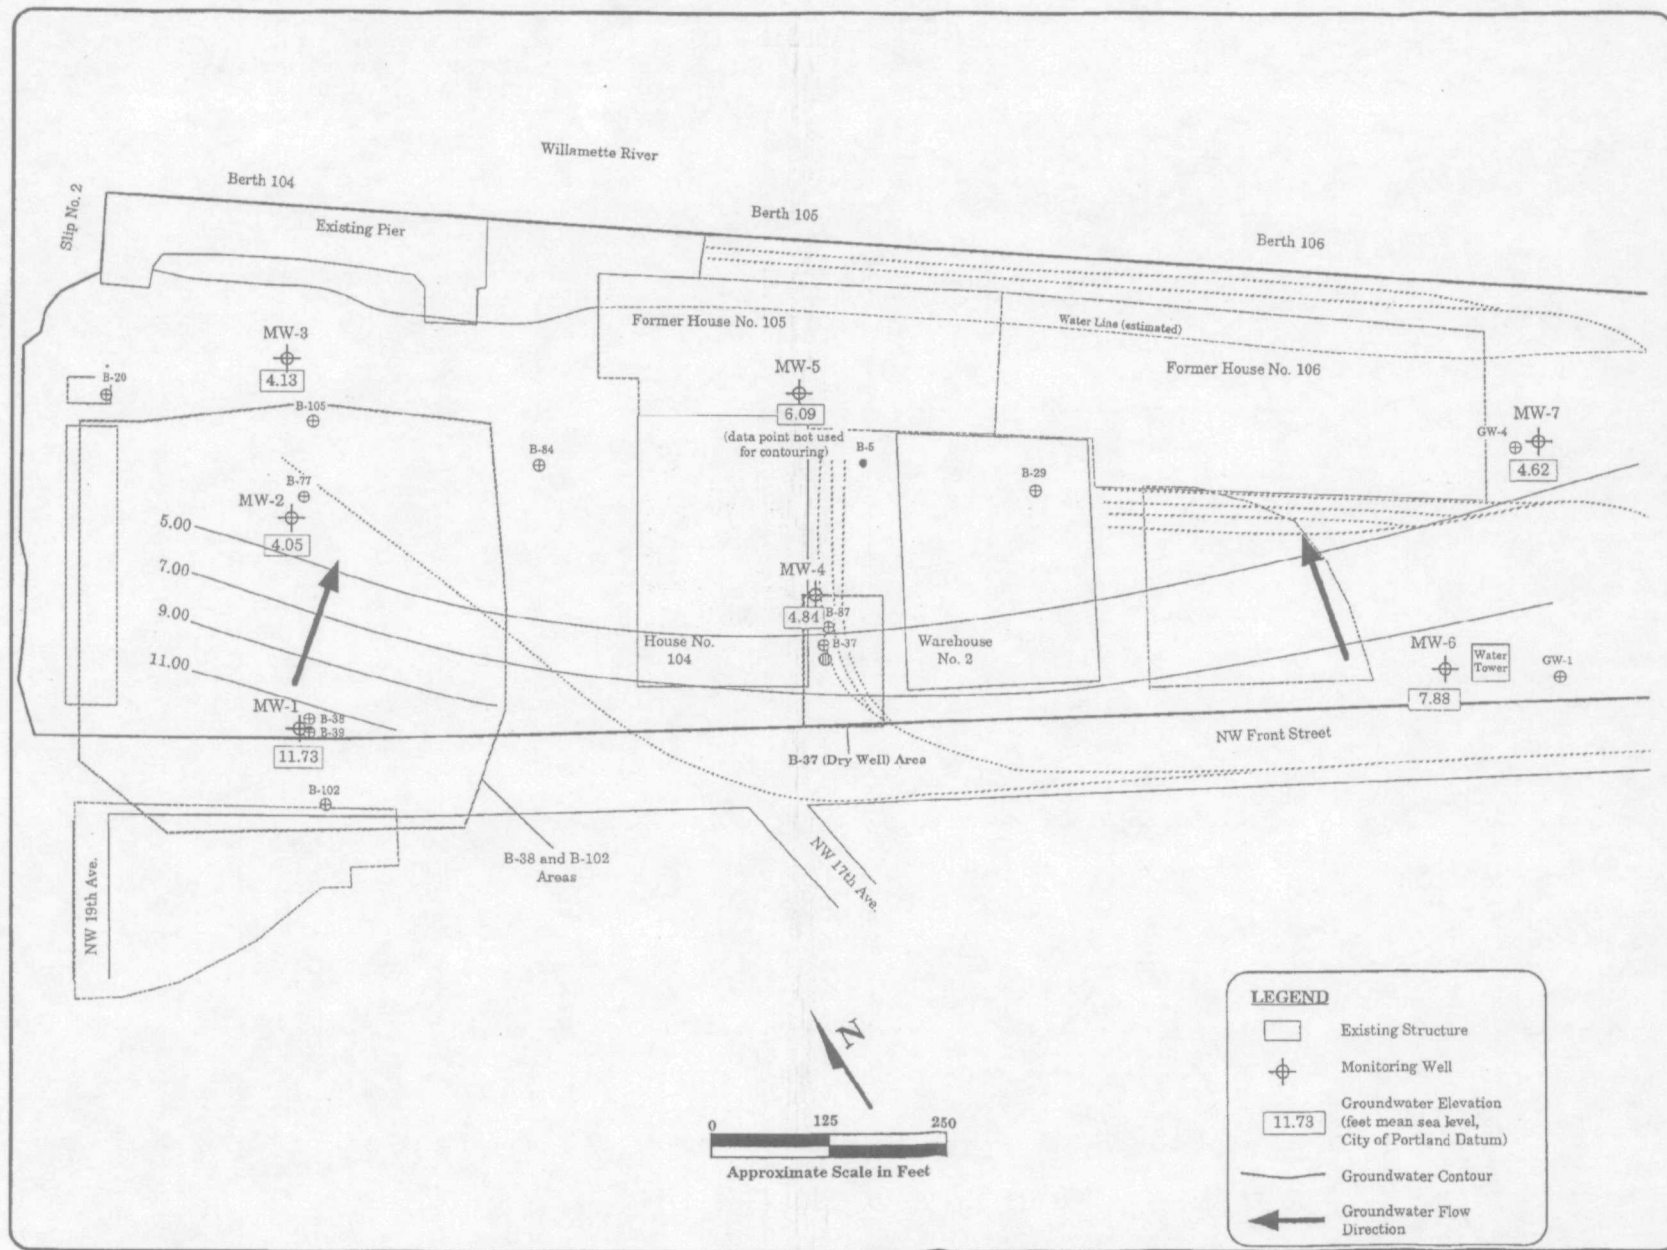 Willamette River
Berth 104
Slip No. 2
Berth 105
Existing Pier
Berth 106
Former House No. 105
Water Line (estimated)
MW-3
4.13
B-20
B-105
MW-5
6.09
(data point not used
for contouring)
Former House No. 106
MW-7
GW-4
4.62
B-84
B-5
B-29
B-77
MW-2
4.05
5.00
7.00
9.00
11.00
MW-4
4.84
B-87
B-37
House No.
104
Warehouse
No. 2
MW-6
7.88
Water
Tower
GW-1
MW-1
B-38
B-39
11.73
NW Front Street
B-37 (Dry Well) Area
B-102
B-38 and B-102
Areas
NW 17th Ave.
NW 19th Ave.
N
0
125
250
Approximate Scale in Feet
LEGEND
Existing Structure
Monitoring Well
11.73
Groundwater Elevation
(feet mean sea level,
City of Portland Datum)
Groundwater Contour
Groundwater Flow
Direction